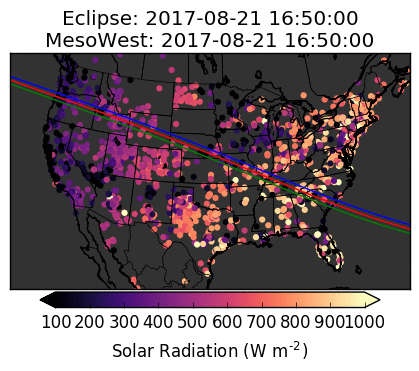 Eclipse: 2017-08-21 16:50:00
MesoWest: 2017-08-21 16:50:00
100 200 300 400 500 600 700 800 900 1000
Solar Radiation (W m⁻²)